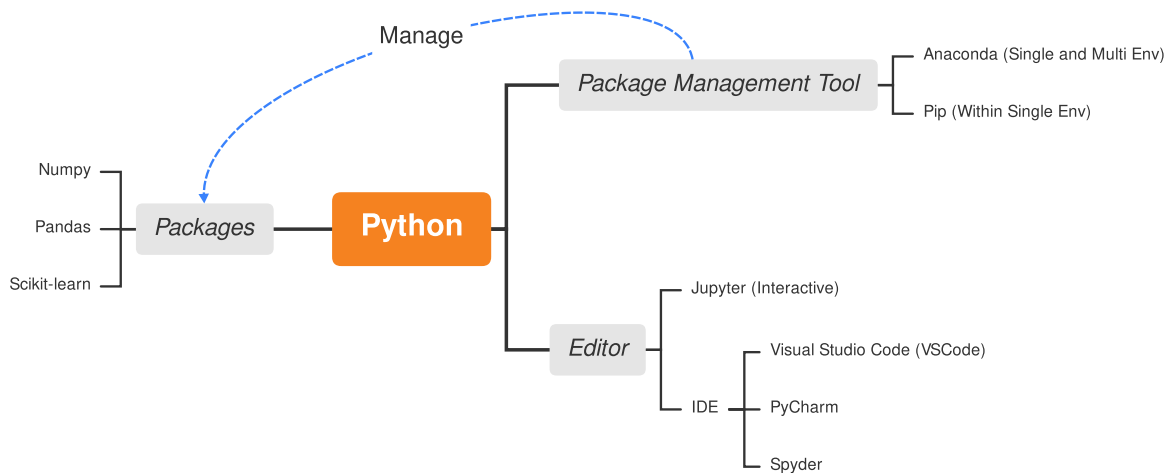 Manage
Package Management Tool
Anaconda (Single and Multi Env)
Pip (Within Single Env)
Numpy
Pandas
Scikit-learn
Packages
Python
Editor
Jupyter (Interactive)
IDE
Visual Studio Code (VSCode)
PyCharm
Spyder